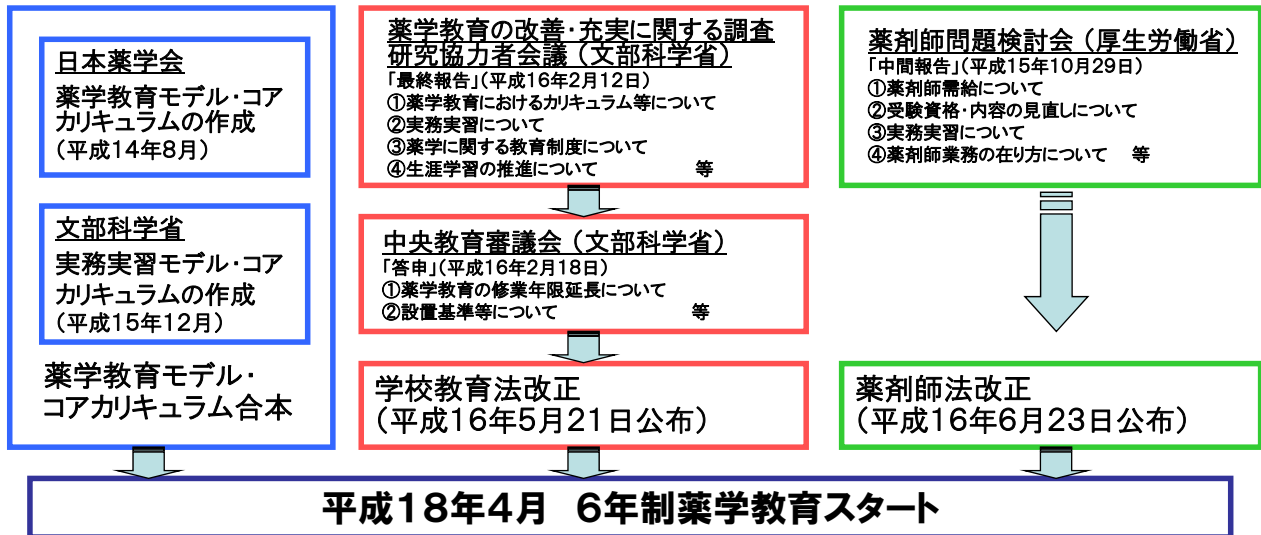 日本薬学会
薬学教育モデル・コア
カリキュラムの作成
(平成14年8月)
文部科学省
実務実習モデル・コア
カリキュラムの作成
(平成15年12月)
薬学教育モデル・
コアカリキュラム合本
薬学教育の改善・充実に関する調査
研究協力者会議(文部科学省)
「最終報告」(平成16年2月12日)
①薬学教育におけるカリキュラム等について
②実務実習について
③薬学に関する教育制度について
④生涯学習の推進について 等
中央教育審議会(文部科学省)
「答申」(平成16年2月18日)
①薬学教育の修業年限延長について
②設置基準等について 等
学校教育法改正
(平成16年5月21日公布)
薬剤師問題検討会(厚生労働省)
「中間報告」(平成15年10月29日)
①薬剤師需給について
②受験資格・内容の見直しについて
③実務実習について
④薬剤師業務の在り方について 等
薬剤師法改正
(平成16年6月23日公布)
平成18年4月 6年制薬学教育スタート